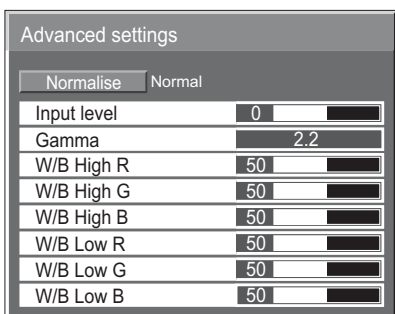 Advanced settings
Normalise Normal
Input level 0
Gamma 2.2
W/B High R 50
W/B High G 50
W/B High B 50
W/B Low R 50
W/B Low G 50
W/B Low B 50